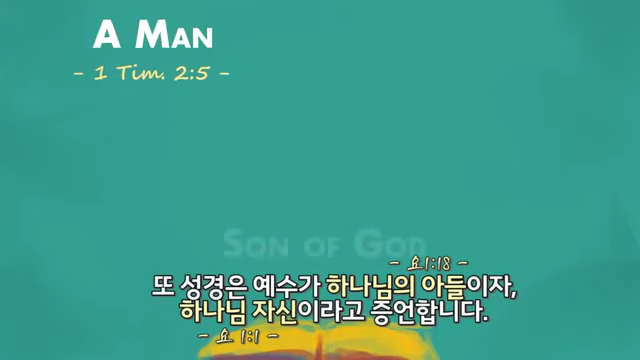 A Man
- 1 Tim. 2:5 -
Son of God
- 요1:18 -
또 성경은 예수가 하나님의 아들이자,
하나님 자신이라고 증언합니다.
- 요 1:1 -